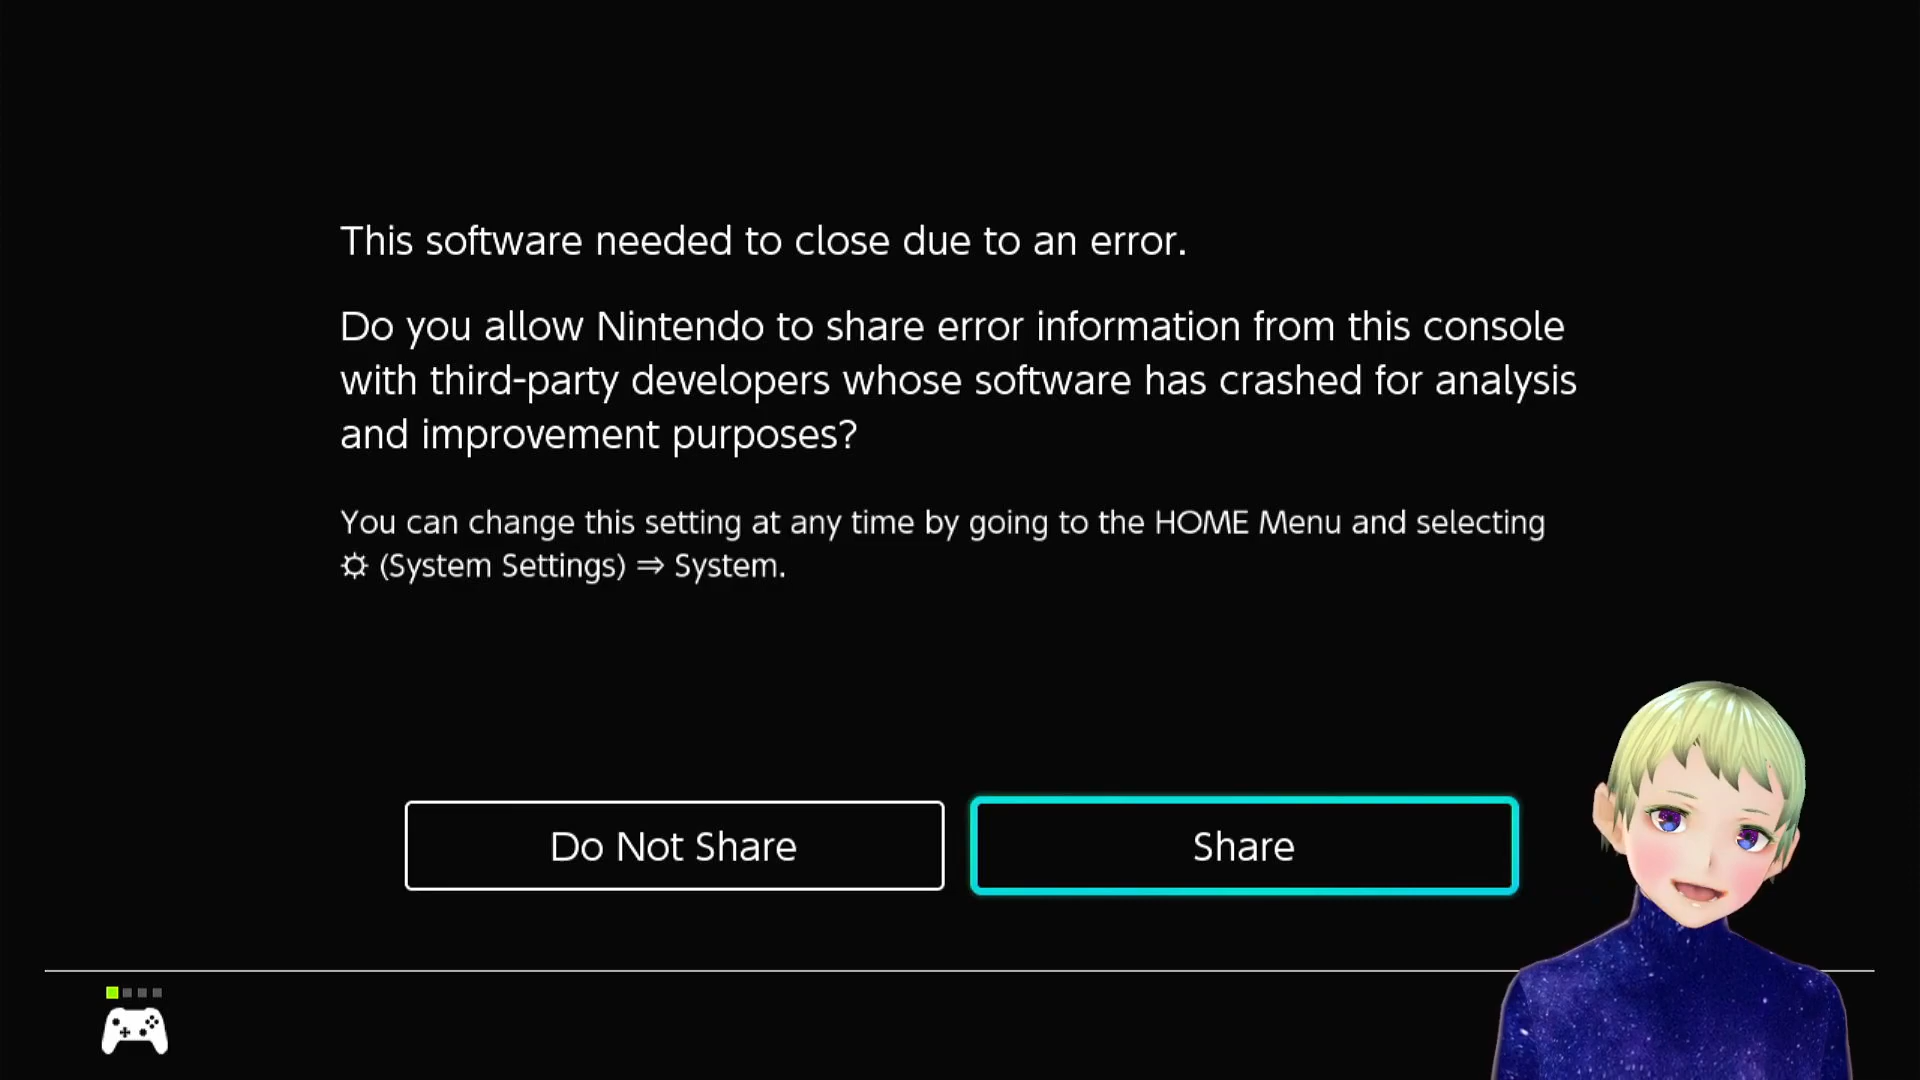 This software needed to close due to an error.
Do you allow Nintendo to share error information from this console
with third-party developers whose software has crashed for analysis
and improvement purposes?
You can change this setting at any time by going to the HOME Menu and selecting
(System Settings) ⇒ System.
Do Not Share
Share